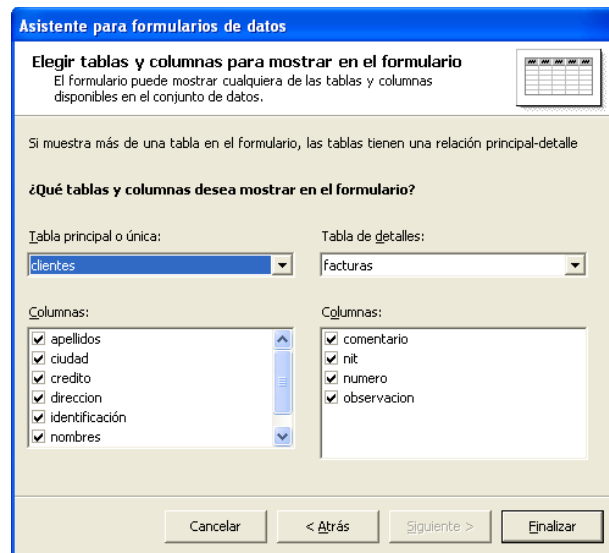 Asistente para formularios de datos
Elegir tablas y columnas para mostrar en el formulario
El formulario puede mostrar cualquiera de las tablas y columnas
disponibles en el conjunto de datos.
Si muestra más de una tabla en el formulario, las tablas tienen una relación principal-detalle
¿Qué tablas y columnas desea mostrar en el formulario?
Tabla principal o única:
Tabla de detalles:
clientes
facturas
Columnas:
Columnas:
apellidos
ciudad
credito
direccion
identificación
nombres
comentario
nit
numero
observacion
Cancelar
< Atrás
Siguiente >
Finalizar